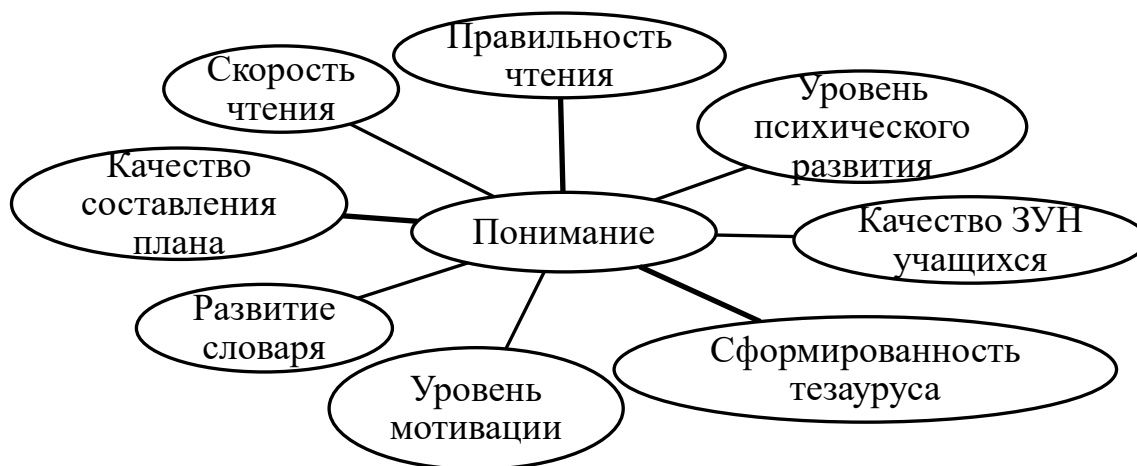 Правильность
чтения
Скорость
чтения
Уровень
психического
развития
Качество
составления
плана
Понимание
Качество ЗУН
учащихся
Развитие
словаря
Сформированность
тезауруса
Уровень
мотивации